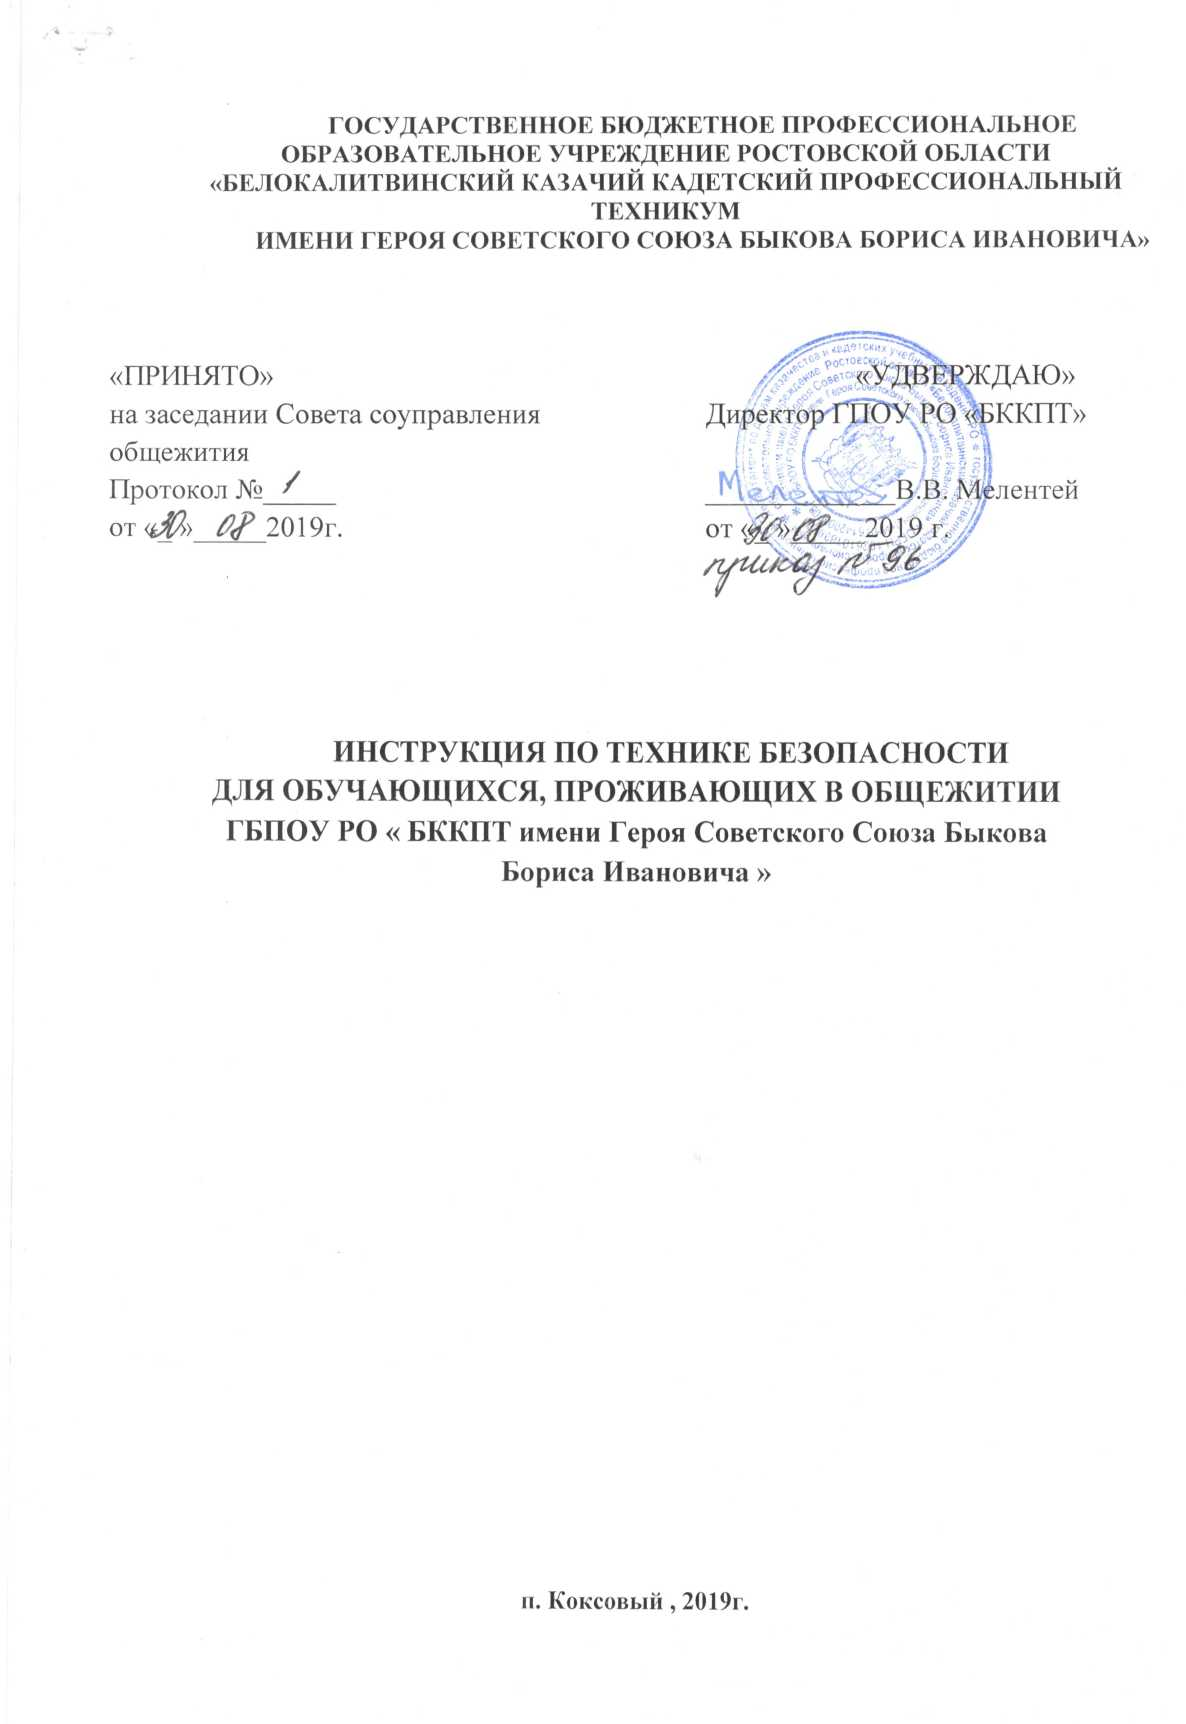 ГОСУДАРСТВЕННОЕ БЮДЖЕТНОЕ ПРОФЕССИОНАЛЬНОЕ
ОБРАЗОВАТЕЛЬНОЕ УЧРЕЖДЕНИЕ РОСТОВСКОЙ ОБЛАСТИ
«БЕЛОКАЛИТВИНСКИЙ КАЗАЧИЙ КАДЕТСКИЙ ПРОФЕССИОНАЛЬНЫЙ
ТЕХНИКУМ
ИМЕНИ ГЕРОЯ СОВЕТСКОГО СОЮЗА БЫКОВА БОРИСА ИВАНОВИЧА»
«ПРИНЯТО»
на заседании Совета соуправления
общежития
Протокол № 1
от «30» 08 2019г.
«УДВЕРЖДАЮ»
Директор ГПОУ РО «БККПТ»
В.В. Мелентей
от «30» 08 2019 г.
приказ № 96
ИНСТРУКЦИЯ ПО ТЕХНИКЕ БЕЗОПАСНОСТИ
ДЛЯ ОБУЧАЮЩИХСЯ, ПРОЖИВАЮЩИХ В ОБЩЕЖИТИИ
ГБПОУ РО « БККПТ имени Героя Советского Союза Быкова
Бориса Ивановича »
п. Коксовый , 2019г.